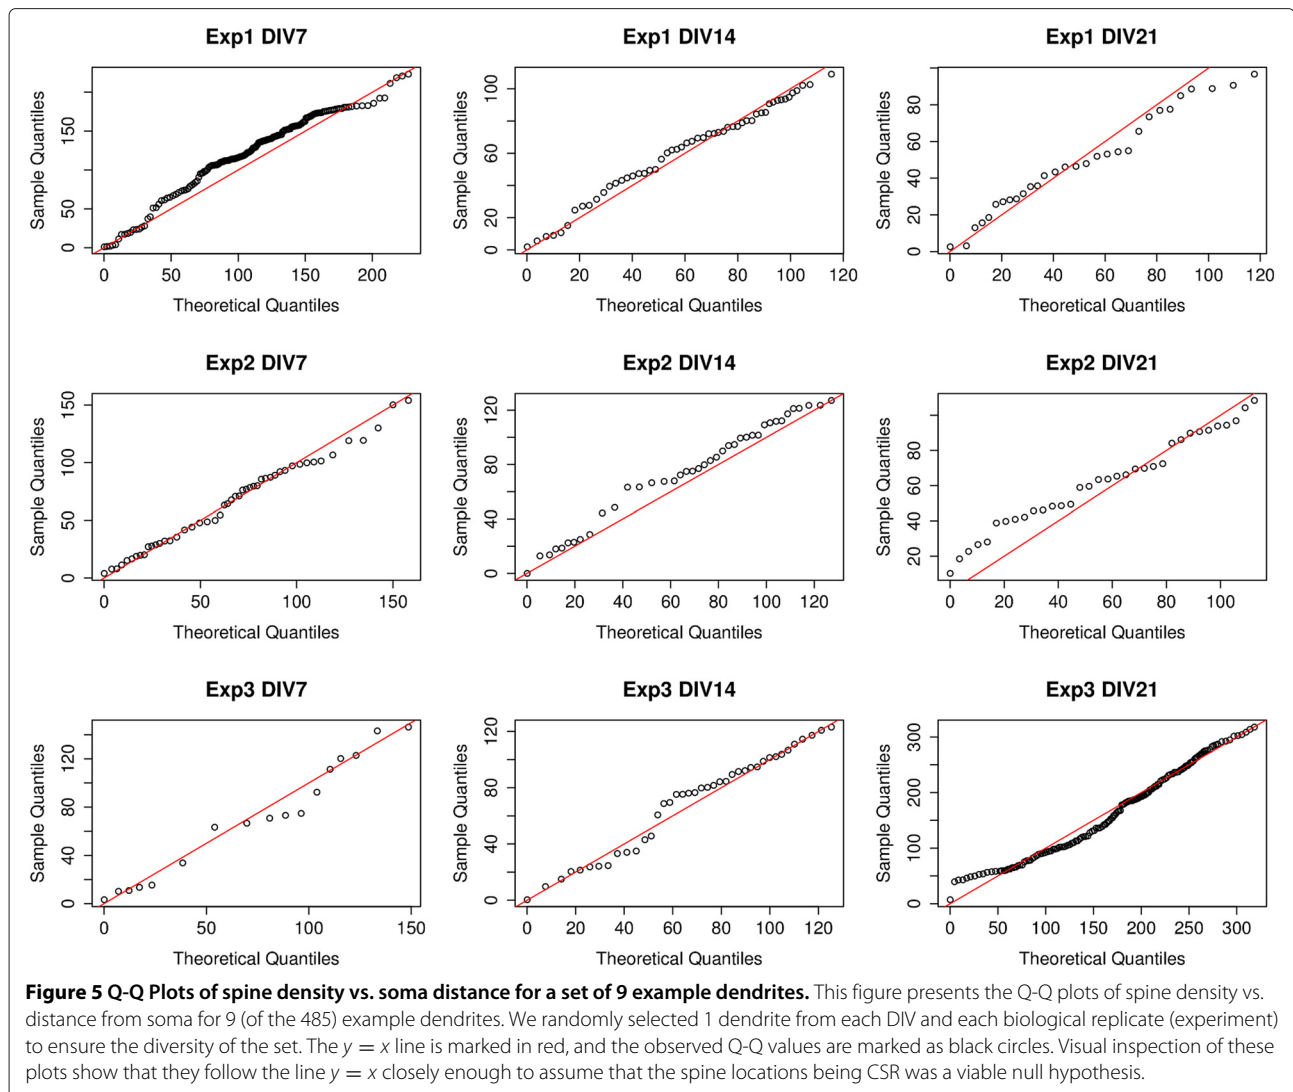 Exp1 DIV7
Sample Quantiles
0 50 150
0 50 100 150 200
Theoretical Quantiles
Exp1 DIV14
Sample Quantiles
0 20 60 100
0 20 40 60 80 100 120
Theoretical Quantiles
Exp1 DIV21
Sample Quantiles
0 20 40 60 80
0 20 40 60 80 100 120
Theoretical Quantiles
Exp2 DIV7
Sample Quantiles
0 50 100 150
0 50 100 150
Theoretical Quantiles
Exp2 DIV14
Sample Quantiles
0 40 80 120
0 20 40 60 80 100 120
Theoretical Quantiles
Exp2 DIV21
Sample Quantiles
20 40 60 80
0 20 40 60 80 100
Theoretical Quantiles
Exp3 DIV7
Sample Quantiles
0 40 80 120
0 50 100 150
Theoretical Quantiles
Exp3 DIV14
Sample Quantiles
0 40 80 120
0 20 40 60 80 100 120
Theoretical Quantiles
Exp3 DIV21
Sample Quantiles
0 100 200 300
0 50 100 150 200 250 300
Theoretical Quantiles
Figure 5 Q-Q Plots of spine density vs. soma distance for a set of 9 example dendrites. This figure presents the Q-Q plots of spine density vs.
distance from soma for 9 (of the 485) example dendrites. We randomly selected 1 dendrite from each DIV and each biological replicate (experiment)
to ensure the diversity of the set. The y = x line is marked in red, and the observed Q-Q values are marked as black circles. Visual inspection of these
plots show that they follow the line y = x closely enough to assume that the spine locations being CSR was a viable null hypothesis.